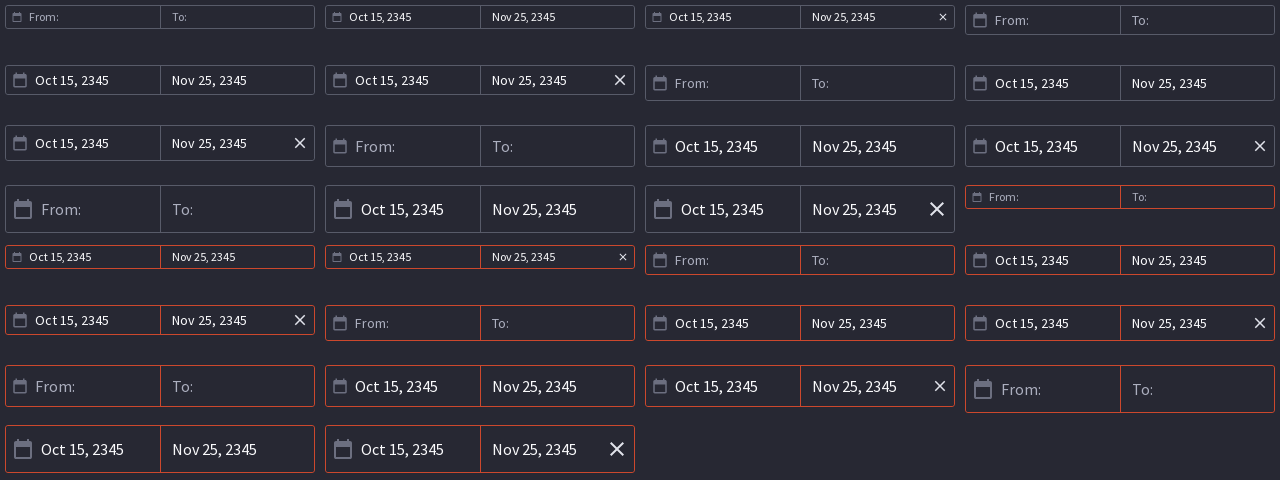 From: To: Oct 15, 2345 Nov 25, 2345 Oct 15, 2345 Nov 25, 2345 × From: To:
Oct 15, 2345 Nov 25, 2345 Oct 15, 2345 Nov 25, 2345 × From: To: Oct 15, 2345 Nov 25, 2345
Oct 15, 2345 Nov 25, 2345 × From: To: Oct 15, 2345 Nov 25, 2345 Oct 15, 2345 Nov 25, 2345 ×
From: To: Oct 15, 2345 Nov 25, 2345 Oct 15, 2345 Nov 25, 2345 × From: To:
Oct 15, 2345 Nov 25, 2345 Oct 15, 2345 Nov 25, 2345 × From: To: Oct 15, 2345 Nov 25, 2345
Oct 15, 2345 Nov 25, 2345 × From: To: Oct 15, 2345 Nov 25, 2345 Oct 15, 2345 Nov 25, 2345 ×
From: To: Oct 15, 2345 Nov 25, 2345 Oct 15, 2345 Nov 25, 2345 × From: To:
Oct 15, 2345 Nov 25, 2345 Oct 15, 2345 Nov 25, 2345 ×